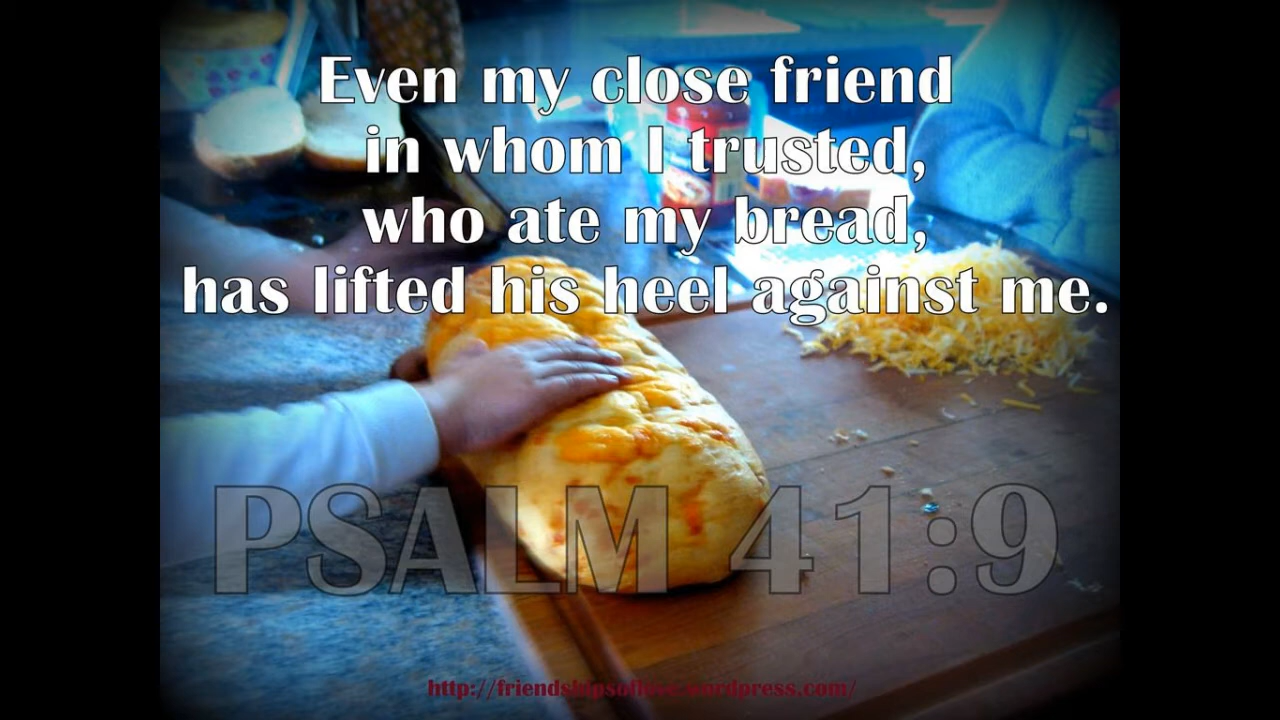 Even my close friend
in whom I trusted,
who ate my bread,
has lifted his heel against me.
PSALM 41:9
http://friendshipsoflove.wordpress.com/